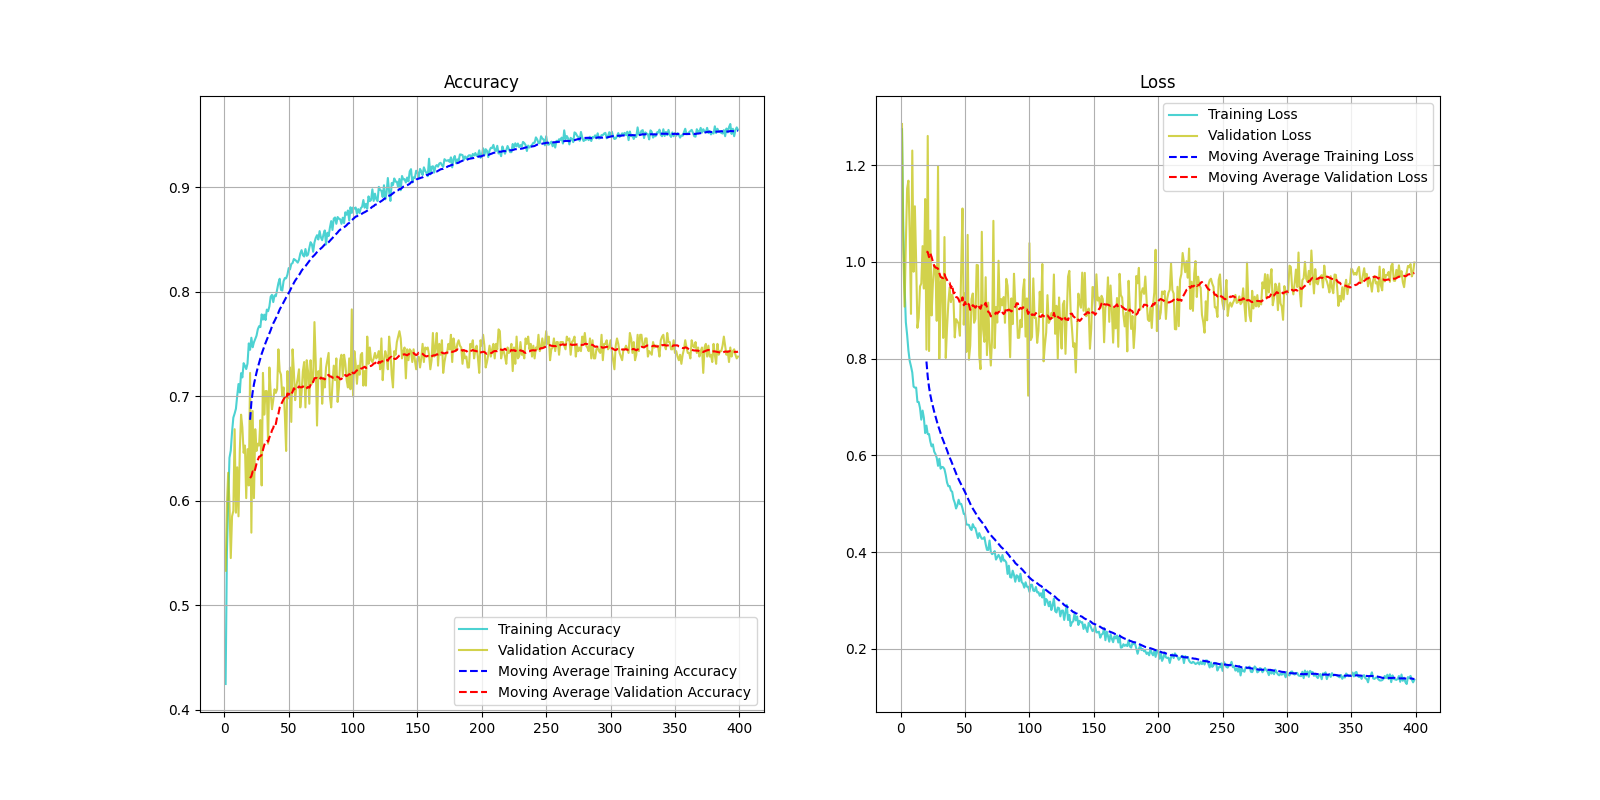 Accuracy
0.9
0.8
0.7
0.6
0.5
0.4
0 50 100 150 200 250 300 350 400
Training Accuracy
Validation Accuracy
Moving Average Training Accuracy
Moving Average Validation Accuracy
Loss
1.2
1.0
0.8
0.6
0.4
0.2
0 50 100 150 200 250 300 350 400
Training Loss
Validation Loss
Moving Average Training Loss
Moving Average Validation Loss